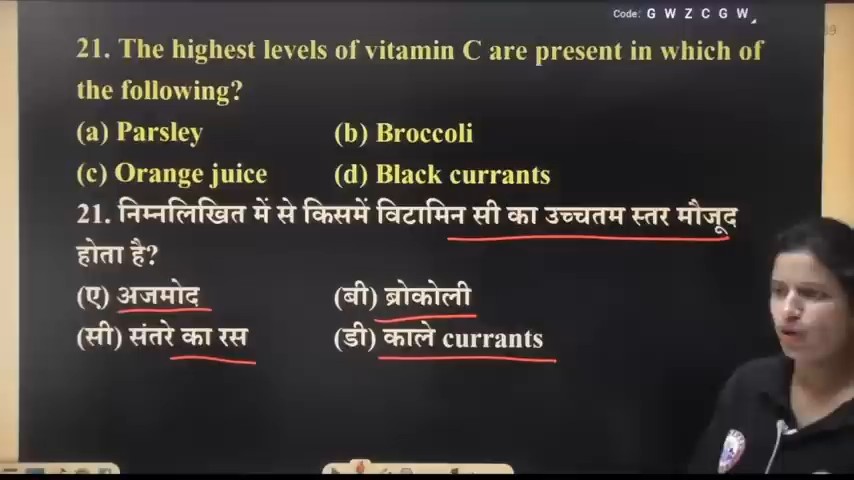 Code: G W Z C G W
21. The highest levels of vitamin C are present in which of
the following?
(a) Parsley (b) Broccoli
(c) Orange juice (d) Black currants
21. निम्नलिखित में से किसमें विटामिन सी का उच्चतम स्तर मौजूद
होता है?
(ए) अजमोद (बी) ब्रोकोली
(सी) संतरे का रस (डी) काले currants